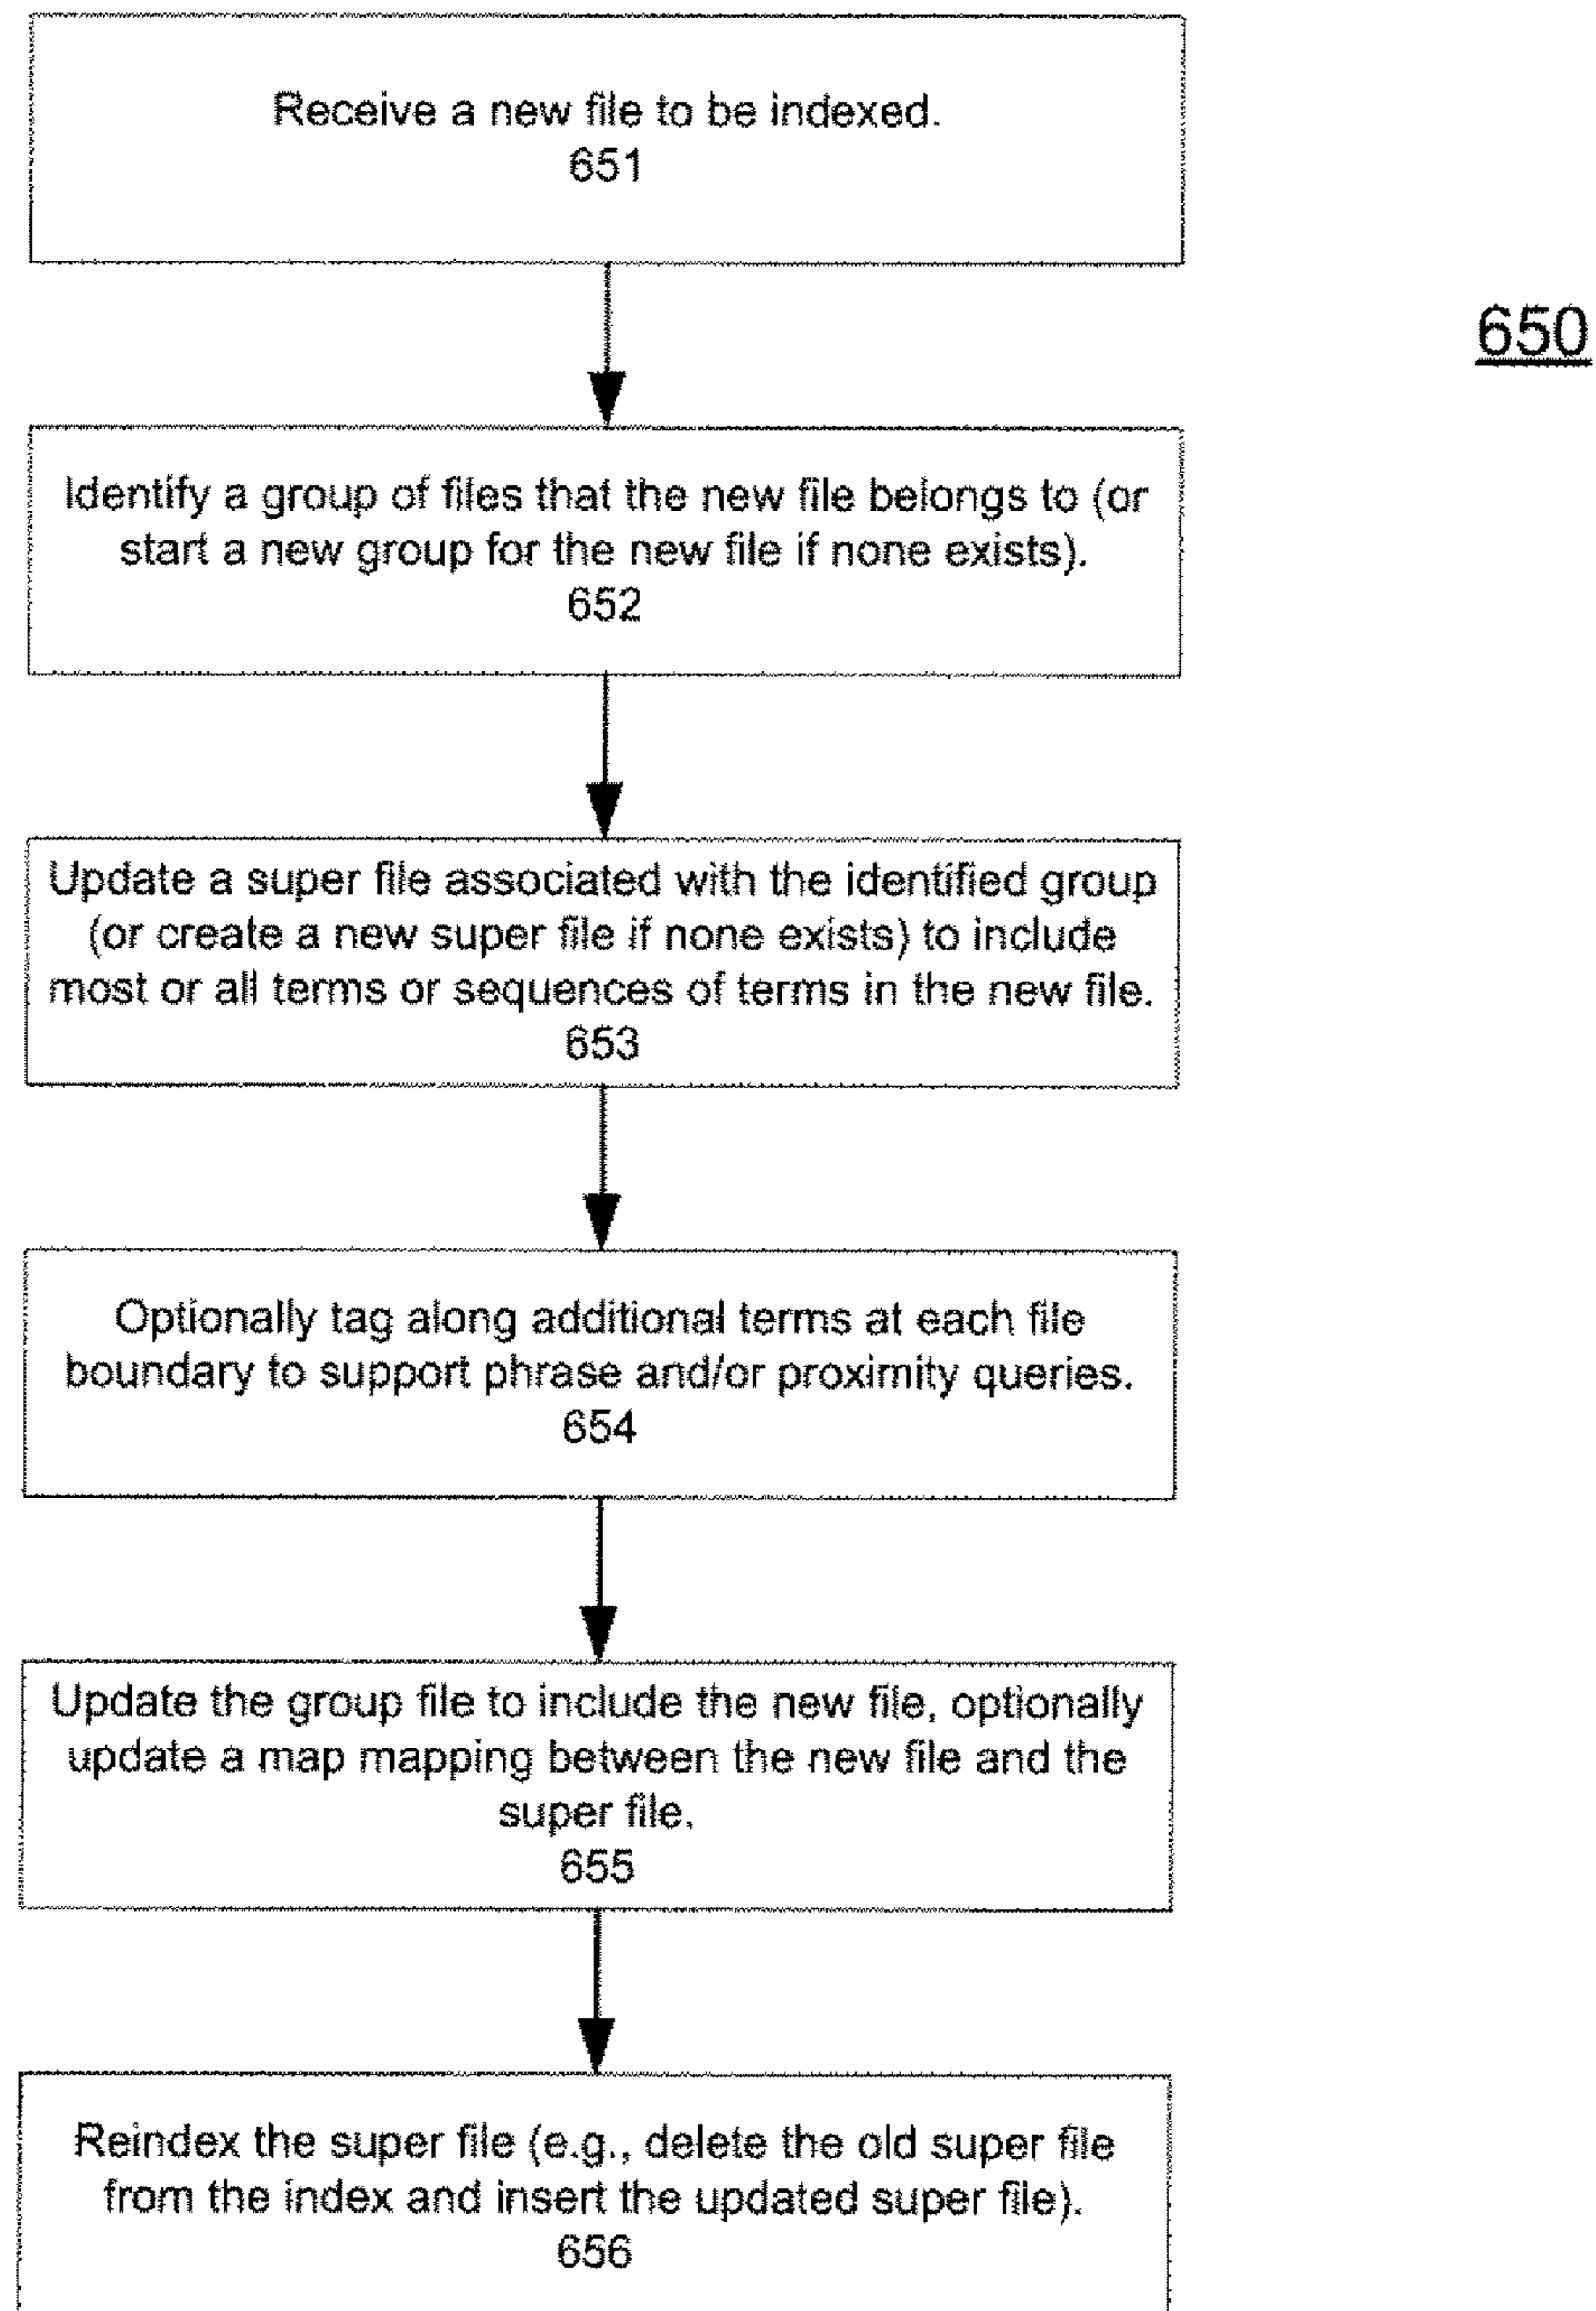 Receive a new file to be indexed.
651
650
Identify a group of files that the new file belongs to (or
start a new group for the new file if none exists).
652
Update a super file associated with the identified group
(or create a new super file if none exists) to include
most or all terms or sequences of terms in the new file.
653
Optionally tag along additional terms at each file
boundary to support phrase and/or proximity queries.
654
Update the group file to include the new file, optionally
update a map mapping between the new file and the
super file.
655
Reindex the super file (e.g., delete the old super file
from the index and insert the updated super file).
656